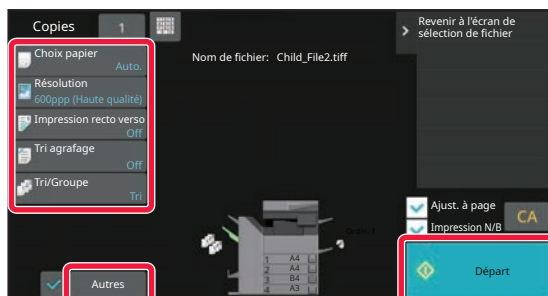 Copies
1
Revenir à l'écran de
sélection de fichier
Nom de fichier: Child_File2.tiff
Choix papier
Auto.
Résolution
600ppp (Haute qualité)
Impression recto verso
Off
Tri agrafage
Off
Tri/Groupe
Tri
Ajust. à page
Impression N/B
CA
1 A4
2 A4
3 B4
4 A3
Autres
Départ